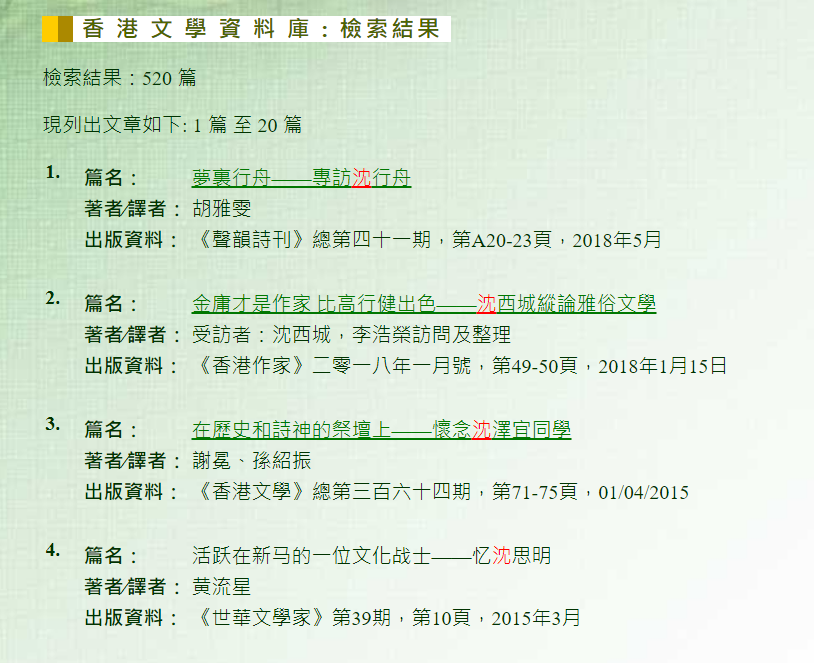 香港文學資料庫：檢索結果
檢索結果：520 篇
現列出文章如下: 1 篇 至 20 篇
1. 篇名： 夢裏行舟——專訪沈行舟
著者∕譯者： 胡雅雯
出版資料： 《聲韻詩刊》總第四十一期，第A20-23頁，2018年5月
2. 篇名： 金庸才是作家 比高行健出色——沈西城縱論雅俗文學
著者∕譯者： 受訪者：沈西城，李浩榮訪問及整理
出版資料： 《香港作家》二零一八年一月號，第49-50頁，2018年1月15日
3. 篇名： 在歷史和詩神的祭壇上——懷念沈澤宜同學
著者∕譯者： 謝冕、孫紹振
出版資料： 《香港文學》總第三百六十四期，第71-75頁，01/04/2015
4. 篇名： 活跃在新马的一位文化战士——忆沈思明
著者∕譯者： 黄流星
出版資料： 《世華文學家》第39期，第10頁，2015年3月